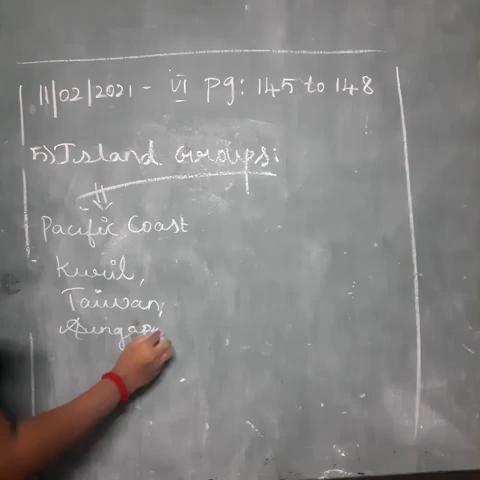 11/02/2021 - VI pg: 145 to 148
5) Island Groups:
Pacific Coast
Kuril,
Taiwan,